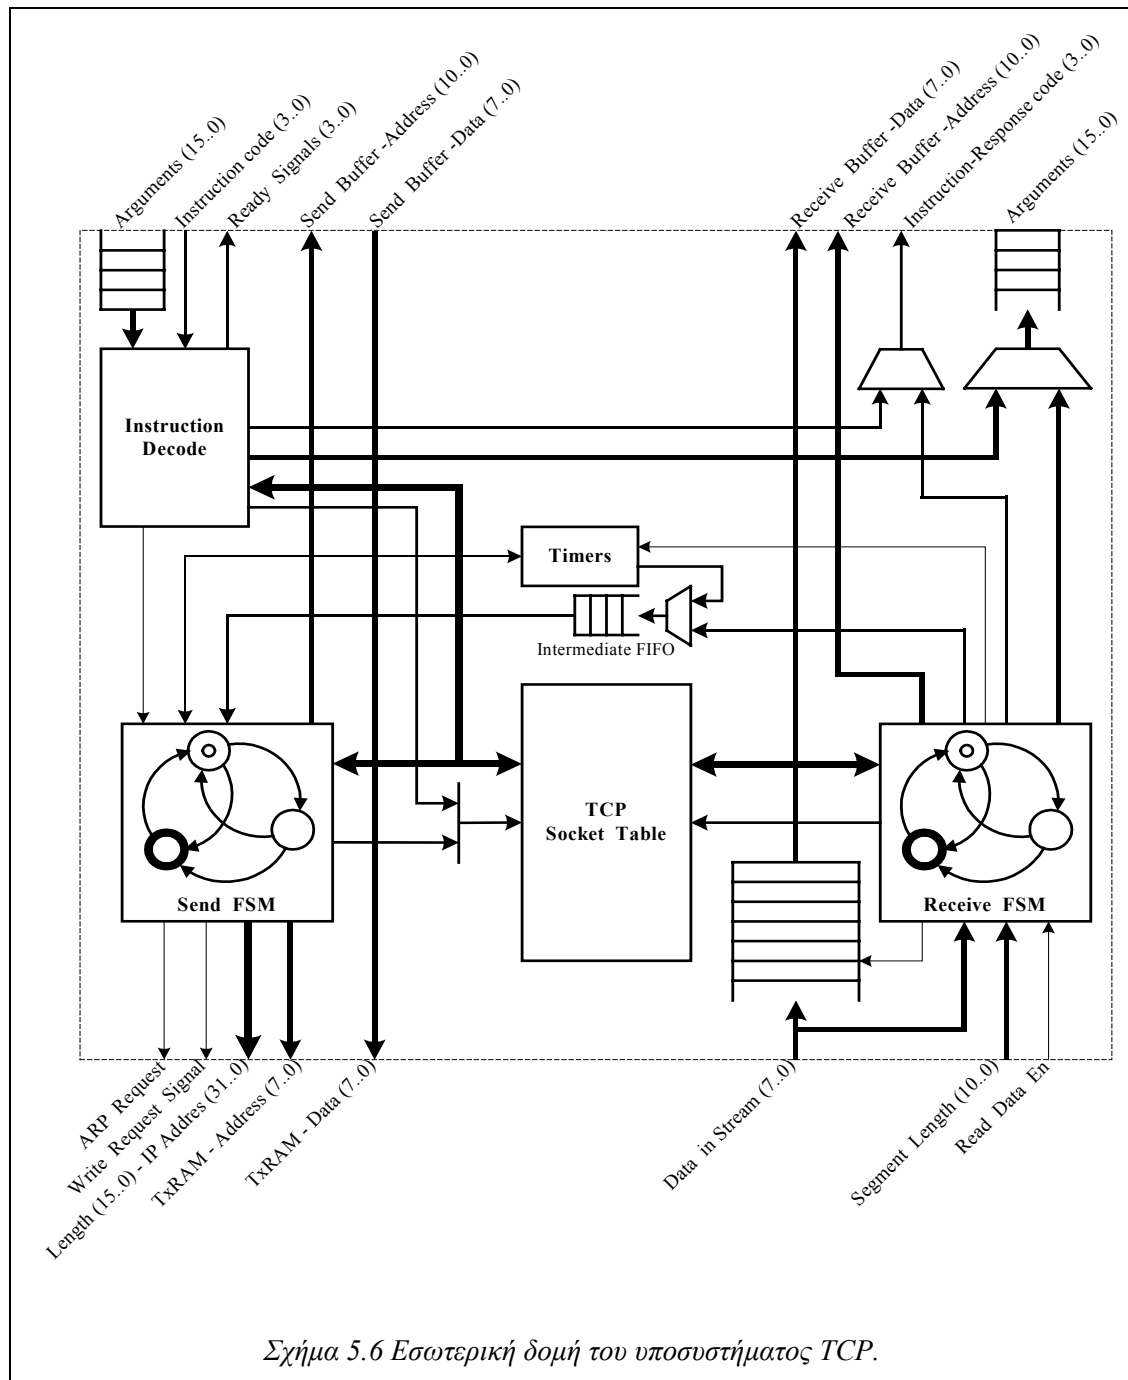 Arguments (15..0)
Instruction code (3..0)
Ready Signals (3..0)
Send Buffer -Address (10..0)
Send Buffer -Data (7..0)
Receive Buffer -Data (7..0)
Receive Buffer -Address (10..0)
Instruction-Response code (3..0)
Arguments (15..0)
Instruction
Decode
Timers
Intermediate FIFO
TCP
Socket Table
Send FSM
Receive FSM
ARP Request
Write Request Signal
Length (15..0) - IP Addres (31..0)
TxRAM - Address (7..0)
TxRAM - Data (7..0)
Data in Stream (7..0)
Segment Length (10..0)
Read Data En
Σχήμα 5.6 Εσωτερική δομή του υποσυστήματος TCP.